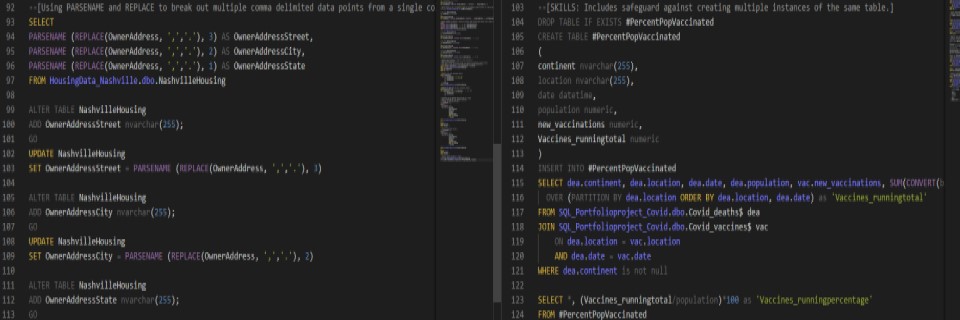 92 --[Using PARSENAME and REPLACE to break out multiple comma delimited data points from a single co
93 SELECT
94 PARSENAME (REPLACE(OwnerAddress, ',','.'), 3) AS OwnerAddressStreet,
95 PARSENAME (REPLACE(OwnerAddress, ',','.'), 2) AS OwnerAddressCity,
96 PARSENAME (REPLACE(OwnerAddress, ',','.'), 1) AS OwnerAddressState
97 FROM HousingData_Nashville.dbo.NashvilleHousing
98
99 ALTER TABLE NashvilleHousing
100 ADD OwnerAddressStreet nvarchar(255);
101 GO
102 UPDATE NashvilleHousing
103 SET OwnerAddressStreet = PARSENAME (REPLACE(OwnerAddress, ',','.'), 3)
104
105 ALTER TABLE NashvilleHousing
106 ADD OwnerAddressCity nvarchar(255);
107 GO
108 UPDATE NashvilleHousing
109 SET OwnerAddressCity = PARSENAME (REPLACE(OwnerAddress, ',','.'), 2)
110
111 ALTER TABLE NashvilleHousing
112 ADD OwnerAddressState nvarchar(255);
113 GO
103 --[SKILLS: Includes safeguard against creating multiple instances of the same table.]
104 DROP TABLE IF EXISTS #PercentPopVaccinated
105 CREATE TABLE #PercentPopVaccinated
106 (
107 continent nvarchar(255),
108 location nvarchar(255),
109 date datetime,
110 population numeric,
111 new_vaccinations numeric,
112 Vaccines_runningtotal numeric
113 )
114 INSERT INTO #PercentPopVaccinated
115 SELECT dea.continent, dea.location, dea.date, dea.population, vac.new_vaccinations, SUM(CONVERT(
116 OVER (PARTITION BY dea.location ORDER BY dea.location, dea.date) as 'Vaccines_runningtotal'
117 FROM SQL_Portfolioproject_Covid.dbo.Covid_deaths$ dea
118 JOIN SQL_Portfolioproject_Covid.dbo.Covid_vaccines$ vac
119 ON dea.location = vac.location
120 AND dea.date = vac.date
121 WHERE dea.continent is not null
122
123 SELECT *, (Vaccines_runningtotal/population)*100 as 'Vaccines_runningpercentage'
124 FROM #PercentPopVaccinated